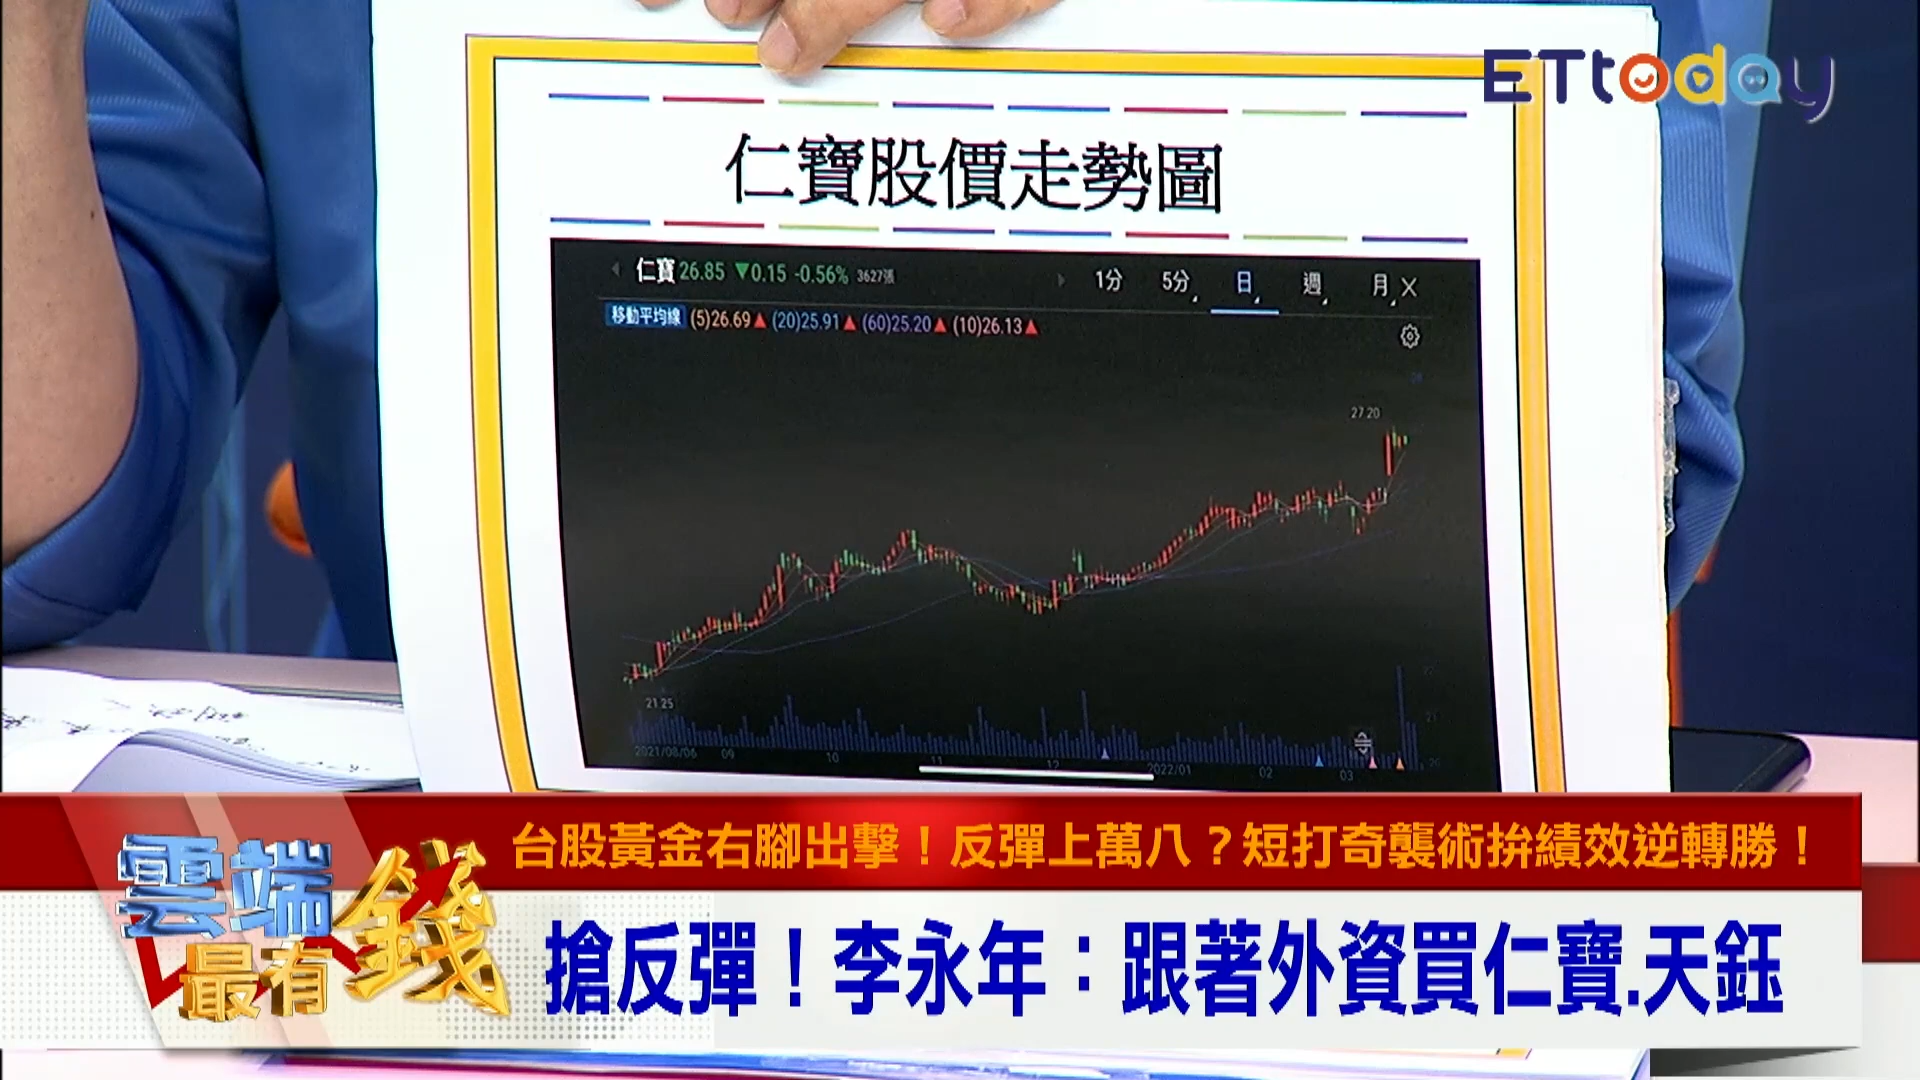 ETtoday
仁寶股價走勢圖
仁寶 26.85 ▼0.15 -0.56% 3627張 1分 5分 日 週 月
移動平均線 (5)26.69▲ (20)25.91▲ (60)25.20▲ (10)26.13▲
27.20
21.25
2021/08/06 09 10 11 12 2022/01 02 03
台股黃金右腳出擊！反彈上萬八？短打奇襲術拚績效逆轉勝！
雲端最有錢
搶反彈！李永年：跟著外資買仁寶.天鈺